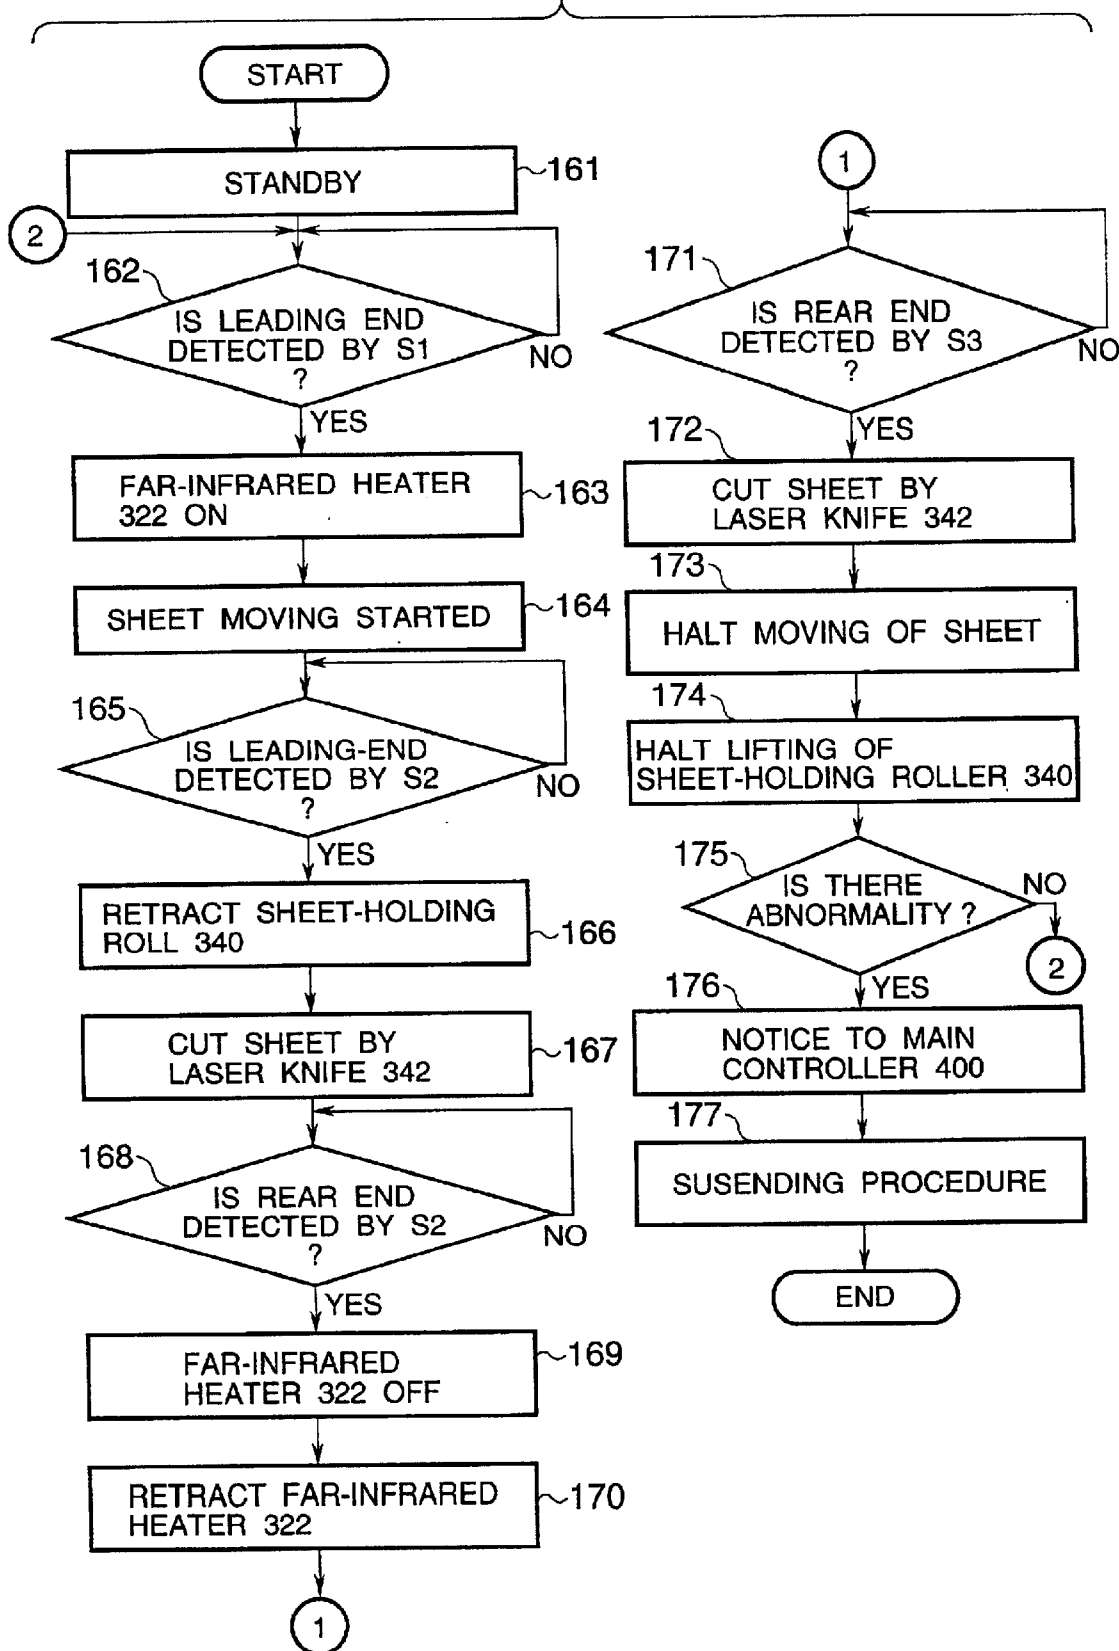 START
STANDBY
161
2
162
IS LEADING END
DETECTED BY S1
?
NO
YES
FAR-INFRARED HEATER
322 ON
163
SHEET MOVING STARTED
164
165
IS LEADING-END
DETECTED BY S2
?
NO
YES
RETRACT SHEET-HOLDING
ROLL 340
166
CUT SHEET BY
LASER KNIFE 342
167
168
IS REAR END
DETECTED BY S2
?
NO
YES
FAR-INFRARED
HEATER 322 OFF
169
RETRACT FAR-INFRARED
HEATER 322
170
1
1
171
IS REAR END
DETECTED BY S3
?
NO
YES
172
CUT SHEET BY
LASER KNIFE 342
173
HALT MOVING OF SHEET
174
HALT LIFTING OF
SHEET-HOLDING ROLLER 340
175
IS THERE
ABNORMALITY ?
NO
2
YES
176
NOTICE TO MAIN
CONTROLLER 400
177
SUSENDING PROCEDURE
END